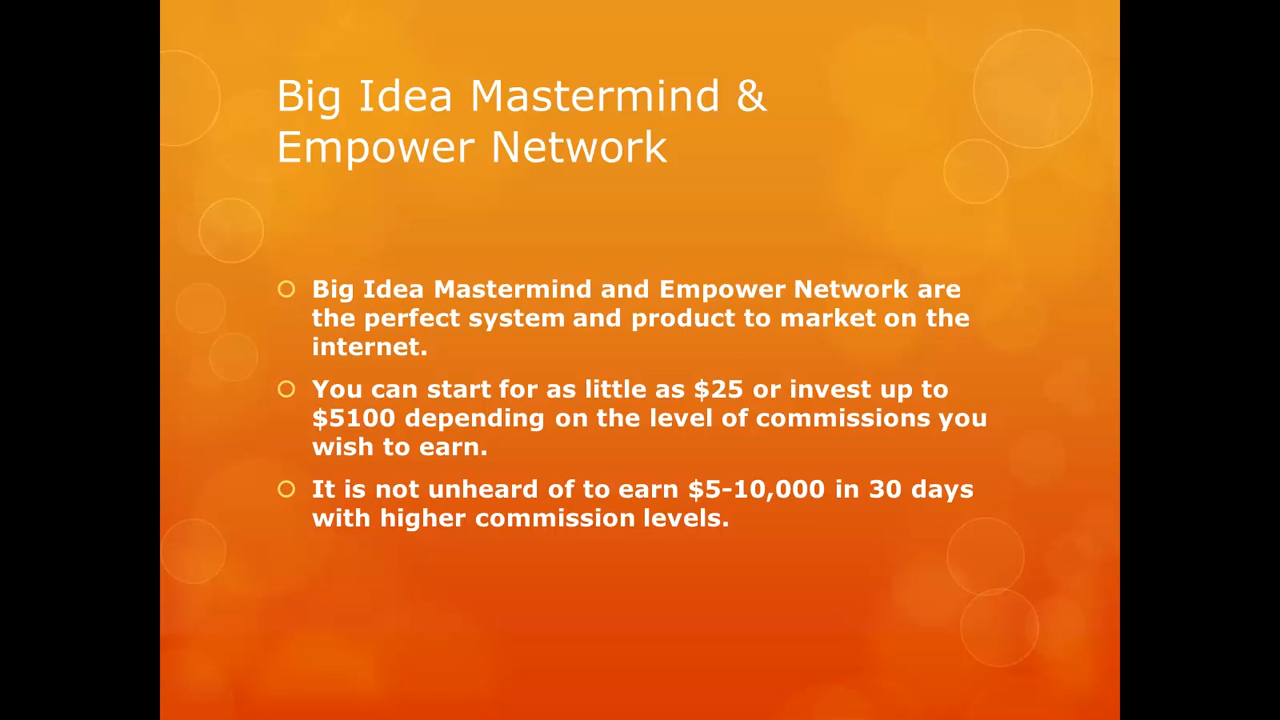 Big Idea Mastermind &
Empower Network
Big Idea Mastermind and Empower Network are
the perfect system and product to market on the
internet.
You can start for as little as $25 or invest up to
$5100 depending on the level of commissions you
wish to earn.
It is not unheard of to earn $5-10,000 in 30 days
with higher commission levels.